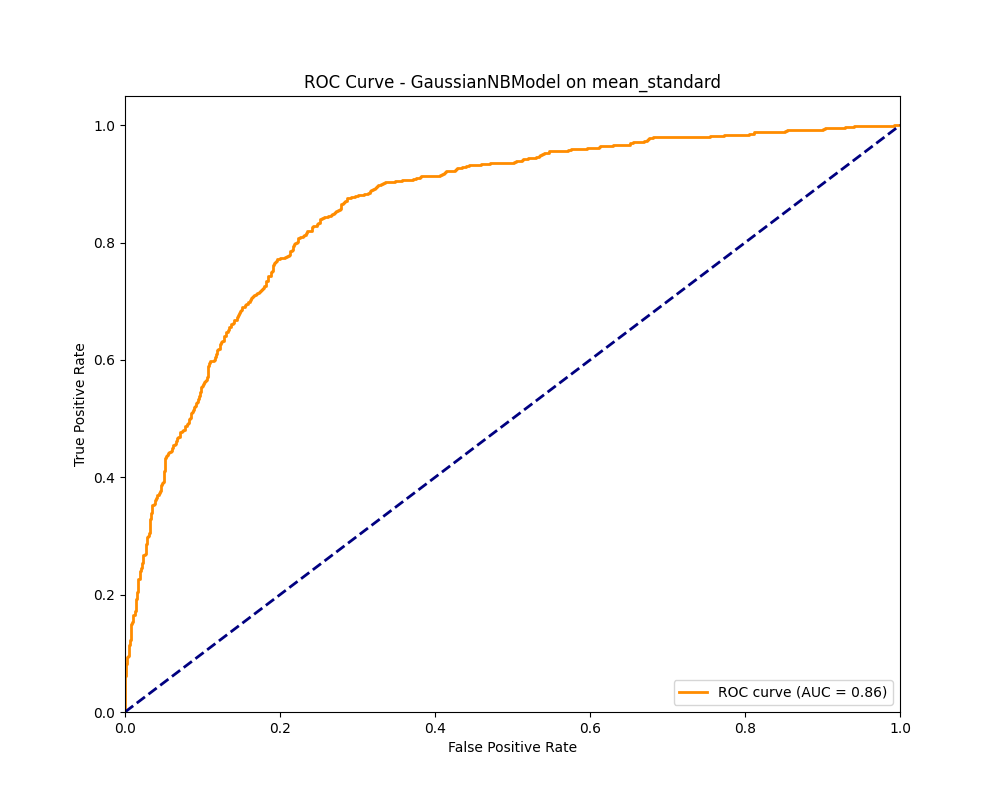 ROC Curve - GaussianNBModel on mean_standard
True Positive Rate
1.0
0.8
0.6
0.4
0.2
0.0
0.0 0.2 0.4 0.6 0.8 1.0
False Positive Rate
ROC curve (AUC = 0.86)